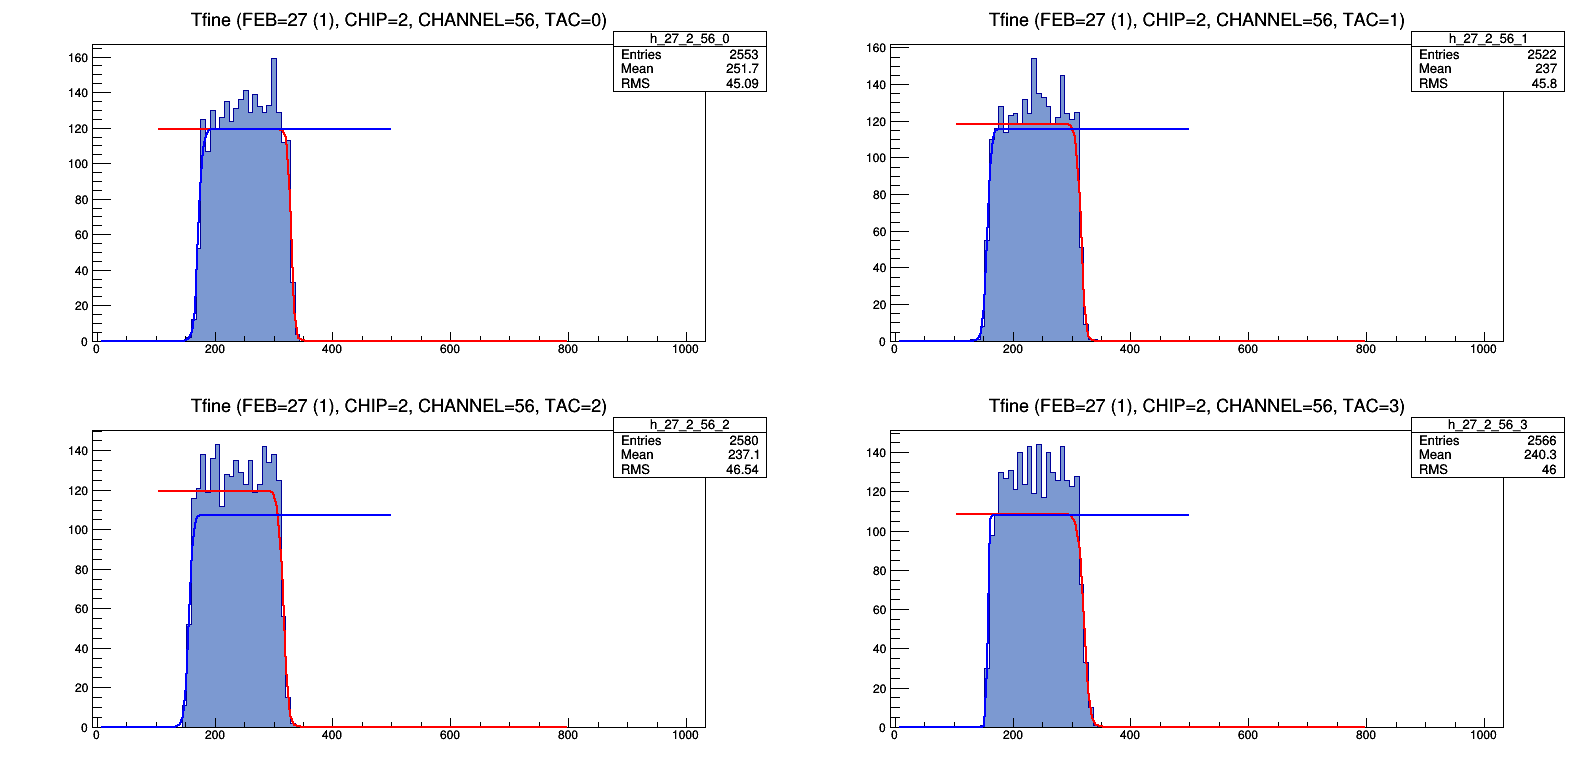 Tfine (FEB=27 (1), CHIP=2, CHANNEL=56, TAC=0)
h_27_2_56_0
Entries 2553
Mean 251.7
RMS 45.09
160
140
120
100
80
60
40
20
0
0 200 400 600 800 1000
Tfine (FEB=27 (1), CHIP=2, CHANNEL=56, TAC=1)
h_27_2_56_1
Entries 2522
Mean 237
RMS 45.8
160
140
120
100
80
60
40
20
0
0 200 400 600 800 1000
Tfine (FEB=27 (1), CHIP=2, CHANNEL=56, TAC=2)
h_27_2_56_2
Entries 2580
Mean 237.1
RMS 46.54
140
120
100
80
60
40
20
0
0 200 400 600 800 1000
Tfine (FEB=27 (1), CHIP=2, CHANNEL=56, TAC=3)
h_27_2_56_3
Entries 2566
Mean 240.3
RMS 46
140
120
100
80
60
40
20
0
0 200 400 600 800 1000